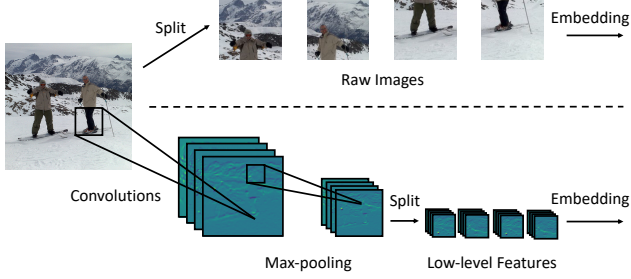 Split
Embedding
Raw Images
Convolutions
Split
Embedding
Max-pooling
Low-level Features